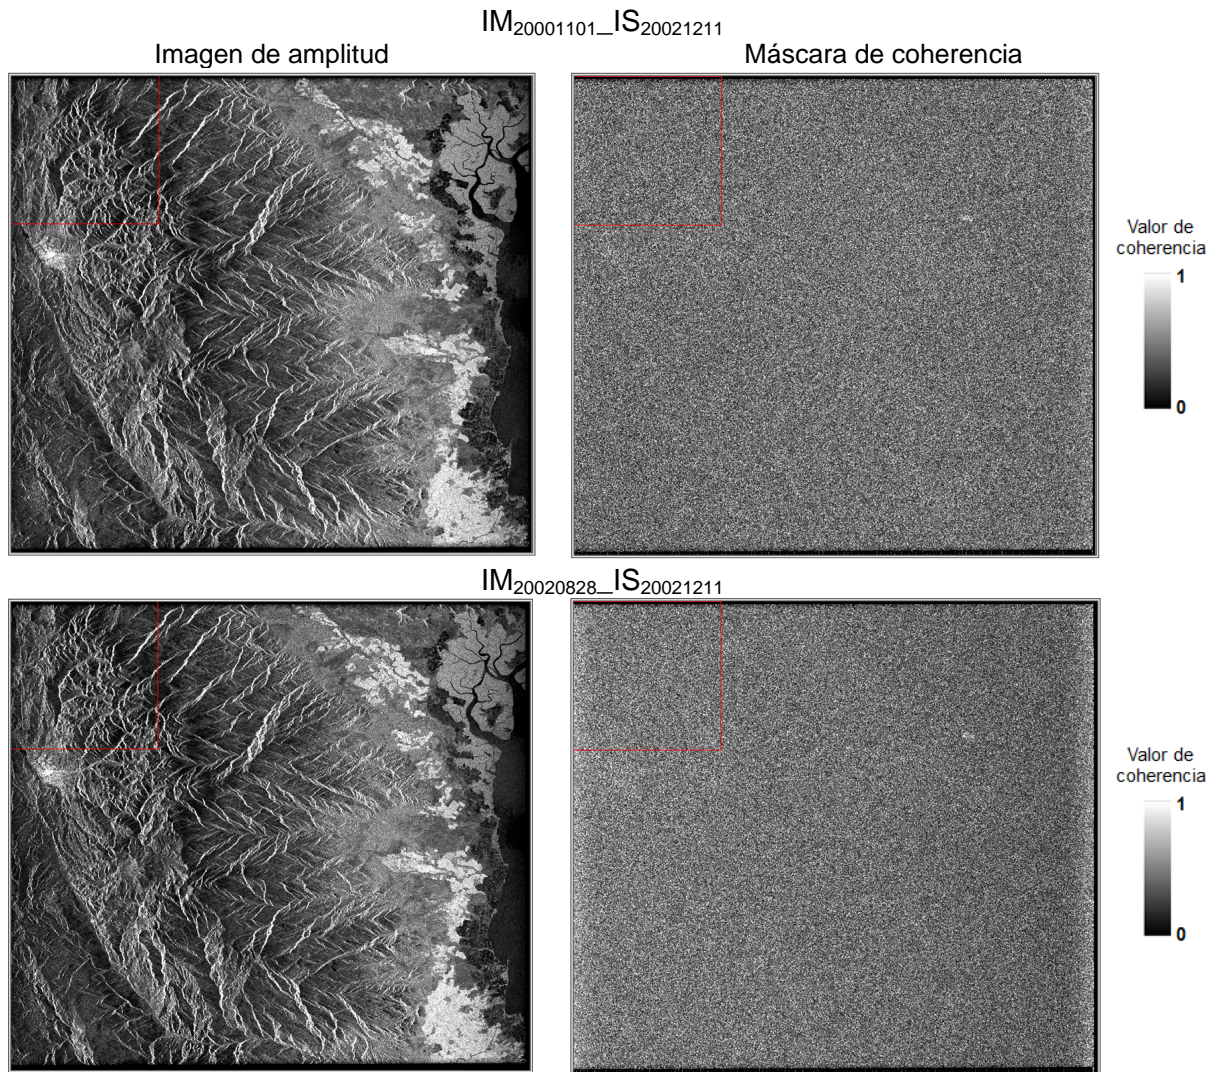 IM20001101_IS20021211
Imagen de amplitud
Máscara de coherencia
Valor de
coherencia
1
0
IM20020828_IS20021211
Valor de
coherencia
1
0